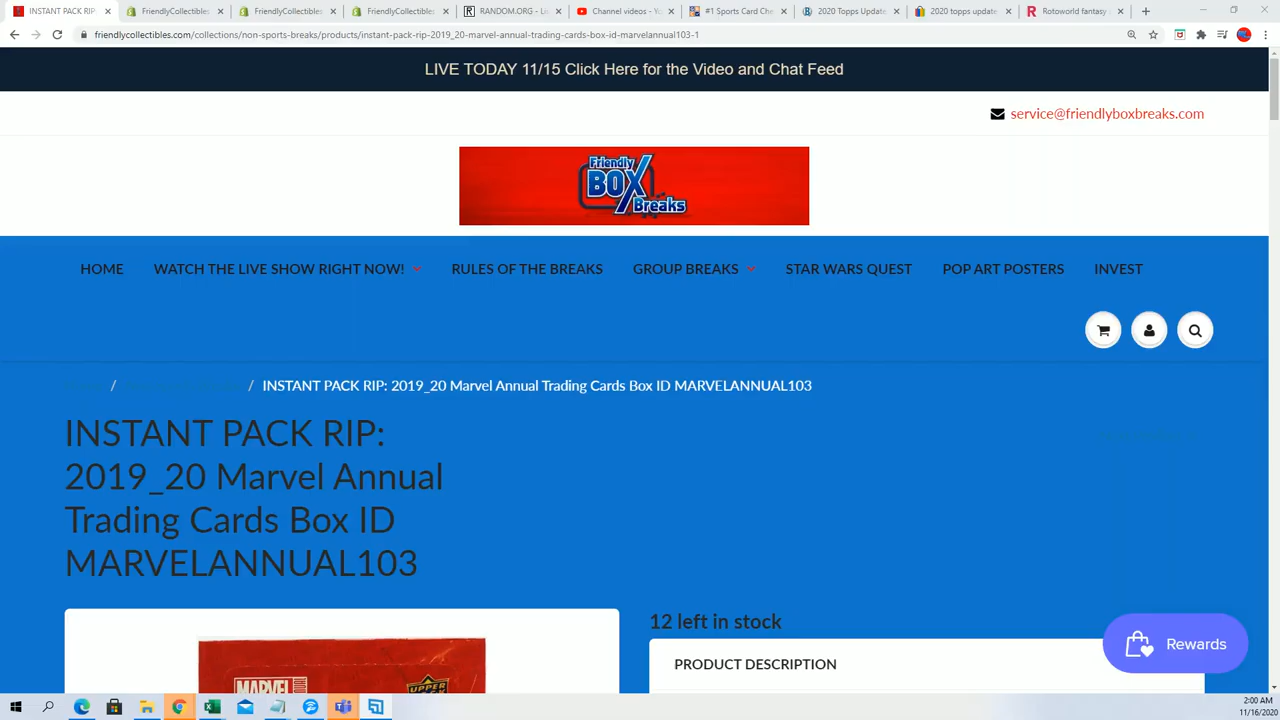 INSTANT PACK RIP
FriendlyCollectibles
FriendlyCollectibles
FriendlyCollectibles
RANDOM.ORG - Li
Channel videos - Yo
#1 Sports Card Che
2020 Topps Update
2020 topps update
Rotoworld fantasy
friendlycollectibles.com/collections/non-sports-breaks/products/instant-pack-rip-2019_20-marvel-annual-trading-cards-box-id-marvelannual103-1
LIVE TODAY 11/15 Click Here for the Video and Chat Feed
service@friendlyboxbreaks.com
Friendly
BOX
Breaks
HOME WATCH THE LIVE SHOW RIGHT NOW! RULES OF THE BREAKS GROUP BREAKS STAR WARS QUEST POP ART POSTERS INVEST
/ / INSTANT PACK RIP: 2019_20 Marvel Annual Trading Cards Box ID MARVELANNUAL103
INSTANT PACK RIP:
2019_20 Marvel Annual
Trading Cards Box ID
MARVELANNUAL103
12 left in stock
PRODUCT DESCRIPTION
Rewards
MARVEL
UPPER
2:00 AM
11/16/2020